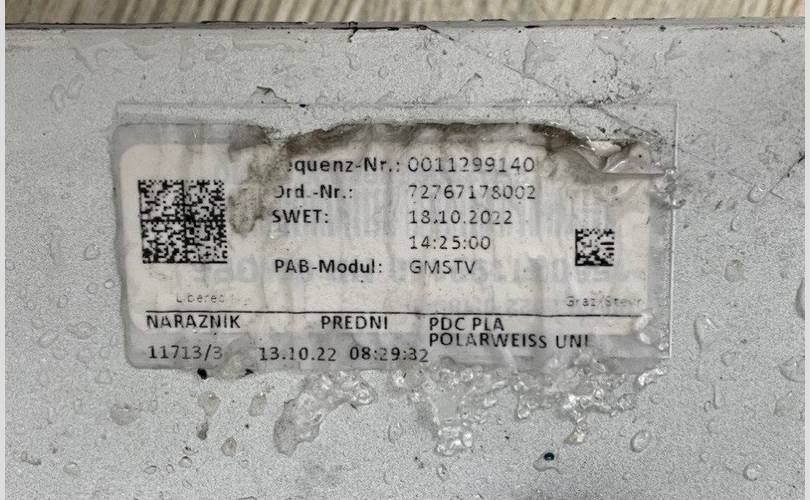 equenz-Nr.: 0011299140
Ord.-Nr.: 72767178002
SWET: 18.10.2022
14:25:00
PAB-Modul: GMSTV
Liberec
Graz/Steyr
NARAZNIK PREDNI PDC PLA
POLARWEISS UNI
11713/3 13.10.22 08:29:32